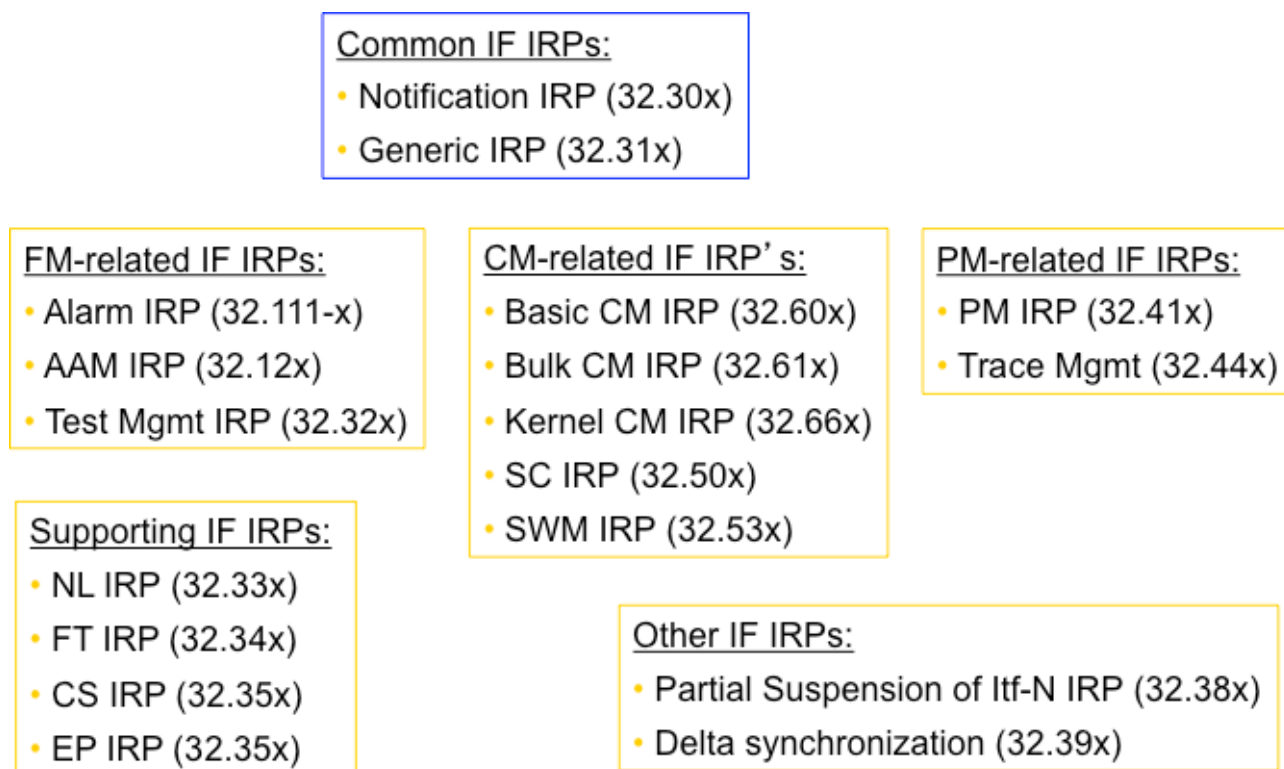 Common IF IRPs:
• Notification IRP (32.30x)
• Generic IRP (32.31x)
FM-related IF IRPs:
• Alarm IRP (32.111-x)
• AAM IRP (32.12x)
• Test Mgmt IRP (32.32x)
CM-related IF IRP’s:
• Basic CM IRP (32.60x)
• Bulk CM IRP (32.61x)
• Kernel CM IRP (32.66x)
• SC IRP (32.50x)
• SWM IRP (32.53x)
PM-related IF IRPs:
• PM IRP (32.41x)
• Trace Mgmt (32.44x)
Supporting IF IRPs:
• NL IRP (32.33x)
• FT IRP (32.34x)
• CS IRP (32.35x)
• EP IRP (32.35x)
Other IF IRPs:
• Partial Suspension of Itf-N IRP (32.38x)
• Delta synchronization (32.39x)